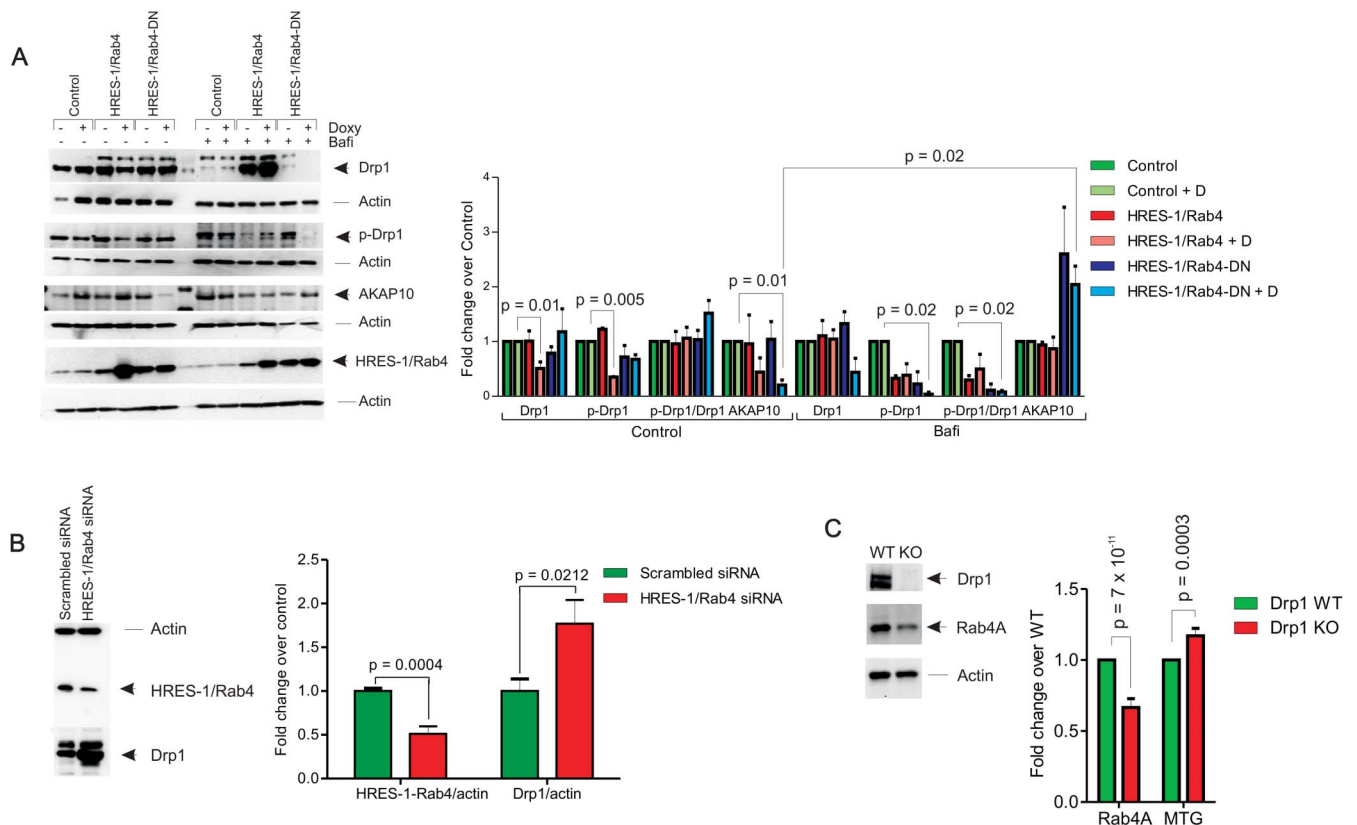 A
Control
HRES-1/Rab4
HRES-1/Rab4-DN
Control
HRES-1/Rab4
HRES-1/Rab4-DN
- + - + - + - + - + - + Doxy
- - - - - - + + + + + + Bafi
Drp1
Actin
p-Drp1
Actin
AKAP10
Actin
HRES-1/Rab4
Actin
Fold change over Control
4
3
2
1
0
p = 0.01
p = 0.005
p = 0.01
p = 0.02
p = 0.02
p = 0.02
Drp1 p-Drp1 p-Drp1/Drp1 AKAP10 Drp1 p-Drp1 p-Drp1/Drp1 AKAP10
Control Bafi
Control
Control + D
HRES-1/Rab4
HRES-1/Rab4 + D
HRES-1/Rab4-DN
HRES-1/Rab4-DN + D
B
Scrambled siRNA
HRES-1/Rab4 siRNA
Actin
HRES-1/Rab4
Drp1
Fold change over control
2.5
2.0
1.5
1.0
0.5
0.0
p = 0.0004
p = 0.0212
HRES-1-Rab4/actin Drp1/actin
Scrambled siRNA
HRES-1/Rab4 siRNA
C
WT KO
Drp1
Rab4A
Actin
Fold change over WT
1.5
1.0
0.5
0.0
p = 7 x 10⁻¹¹
p = 0.0003
Rab4A MTG
Drp1 WT
Drp1 KO